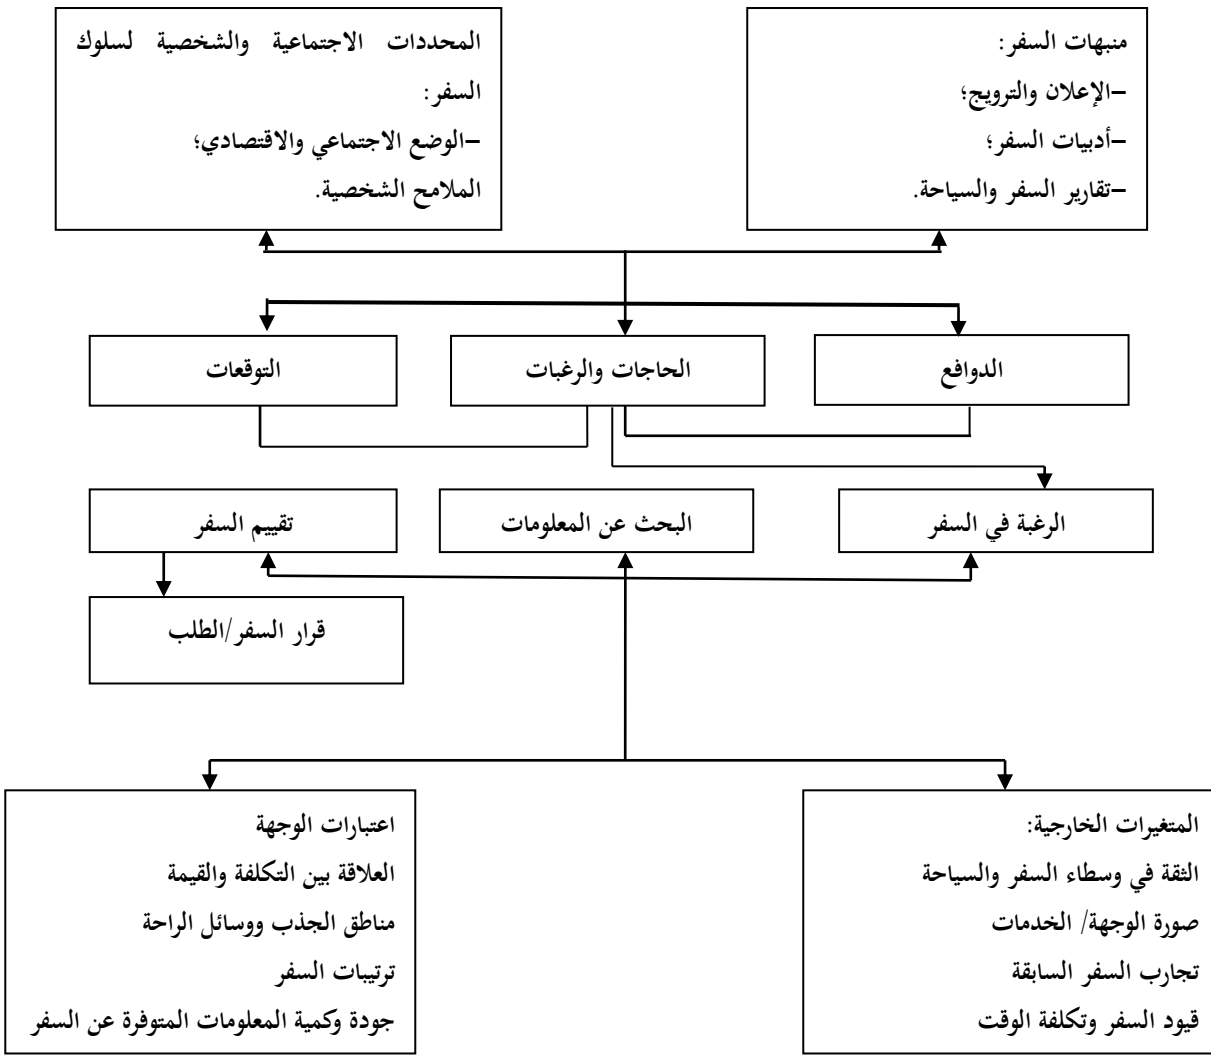 منبهات السفر:
–الإعلان والترويج؛
–أدبيات السفر؛
–تقارير السفر والسياحة.
المحددات الاجتماعية والشخصية لسلوك
السفر:
–الوضع الاجتماعي والاقتصادي؛
الملامح الشخصية.
الدوافع
الحاجات والرغبات
التوقعات
الرغبة في السفر
البحث عن المعلومات
تقييم السفر
قرار السفر/الطلب
المتغيرات الخارجية:
الثقة في وسطاء السفر والسياحة
صورة الوجهة/ الخدمات
تجارب السفر السابقة
قيود السفر وتكلفة الوقت
اعتبارات الوجهة
العلاقة بين التكلفة والقيمة
مناطق الجذب ووسائل الراحة
ترتيبات السفر
جودة وكمية المعلومات المتوفرة عن السفر